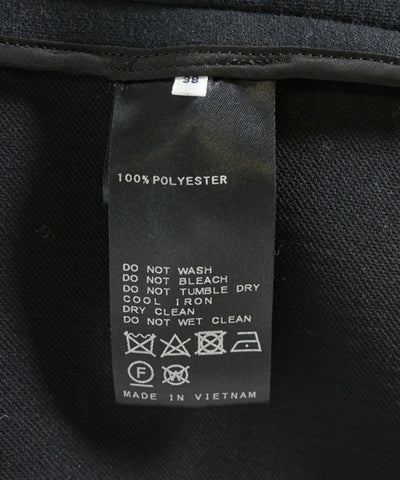 38
100% POLYESTER
DO NOT WASH
DO NOT BLEACH
DO NOT TUMBLE DRY
COOL IRON
DRY CLEAN
DO NOT WET CLEAN
F W
MADE IN VIETNAM